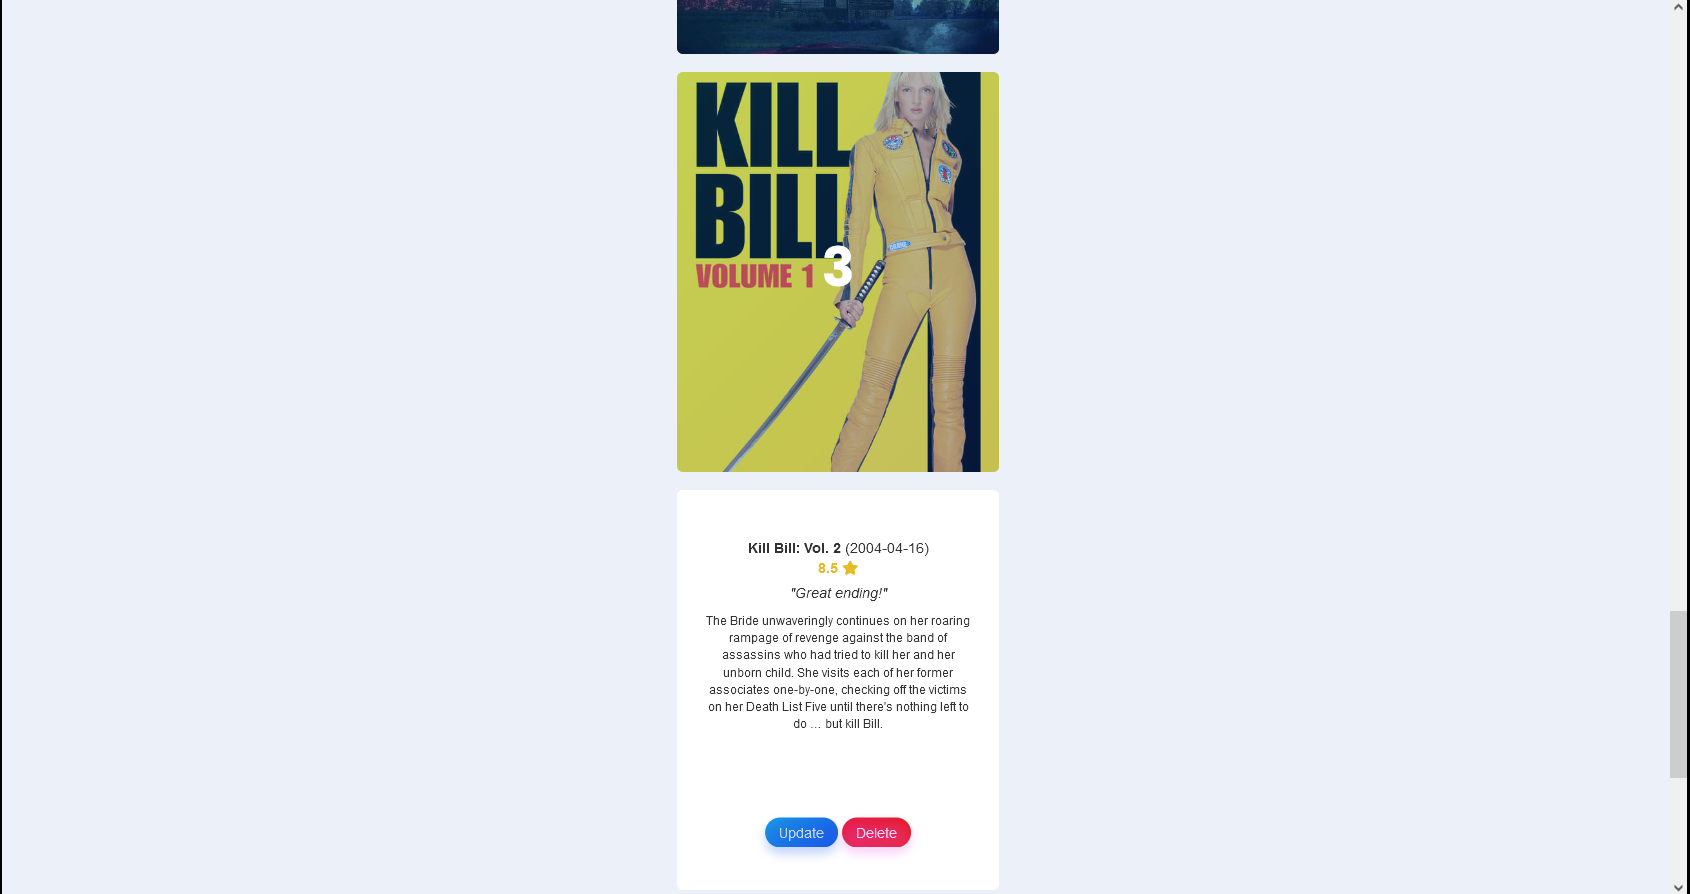 KILL
BILL
VOLUME 1
3
Kill Bill: Vol. 2 (2004-04-16)
8.5
"Great ending!"
The Bride unwaveringly continues on her roaring
rampage of revenge against the band of
assassins who had tried to kill her and her
unborn child. She visits each of her former
associates one-by-one, checking off the victims
on her Death List Five until there's nothing left to
do … but kill Bill.
Update Delete